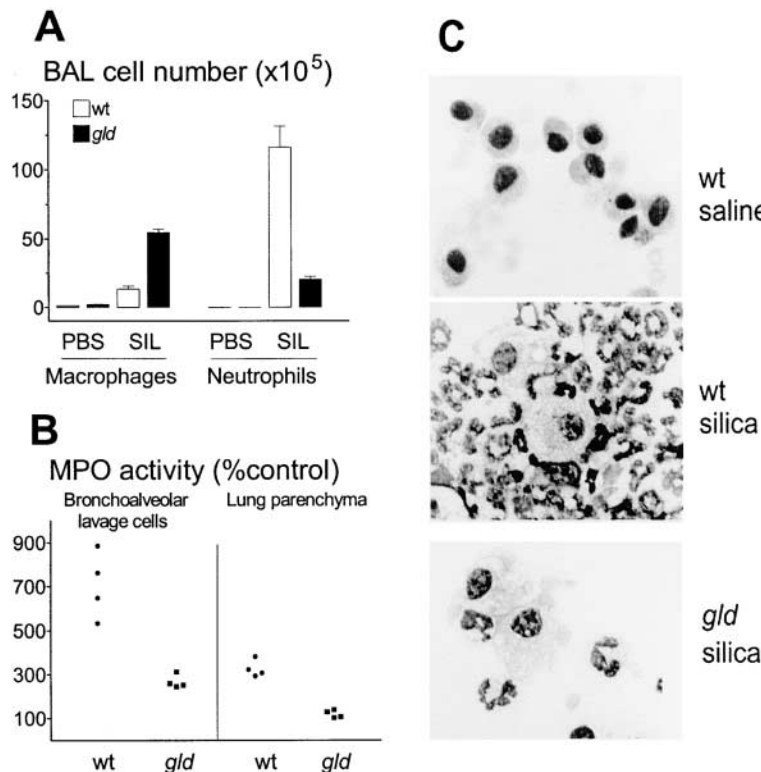 A
BAL cell number (x10⁵)
150
100
50
0
wt
gld
PBS SIL PBS SIL
Macrophages Neutrophils
B
MPO activity (%control)
Bronchoalveolar
lavage cells
Lung parenchyma
900
700
500
300
100
wt gld wt gld
C
wt
saline
wt
silica
gld
silica